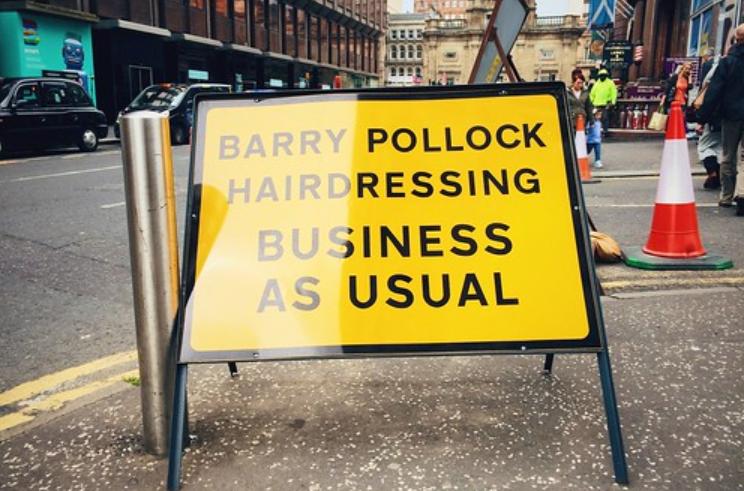 BARRY POLLOCK
HAIRDRESSING
BUSINESS
AS USUAL